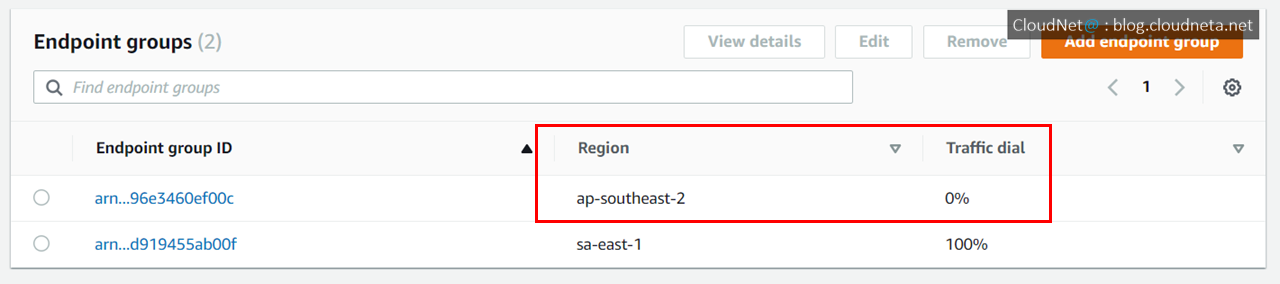 CloudNet@ : blog.cloudneta.net
Endpoint groups (2)
View details
Edit
Remove
Add endpoint group
Find endpoint groups
1
Endpoint group ID
Region
Traffic dial
arn...96e3460ef00c
ap-southeast-2
0%
arn...d919455ab00f
sa-east-1
100%